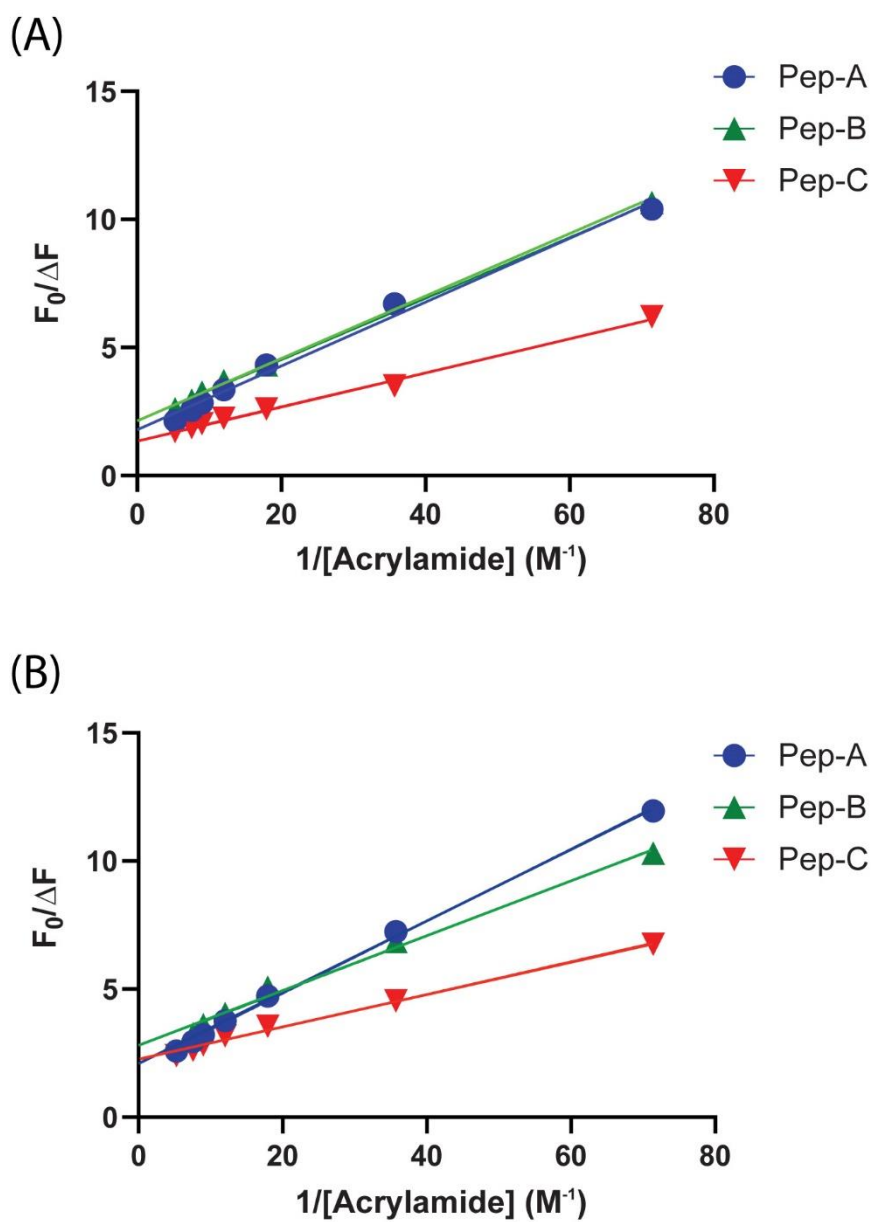 (A)
Pep-A
Pep-B
Pep-C
15
10
5
0
F₀/ΔF
0 20 40 60 80
1/[Acrylamide] (M⁻¹)
(B)
Pep-A
Pep-B
Pep-C
15
10
5
0
F₀/ΔF
0 20 40 60 80
1/[Acrylamide] (M⁻¹)